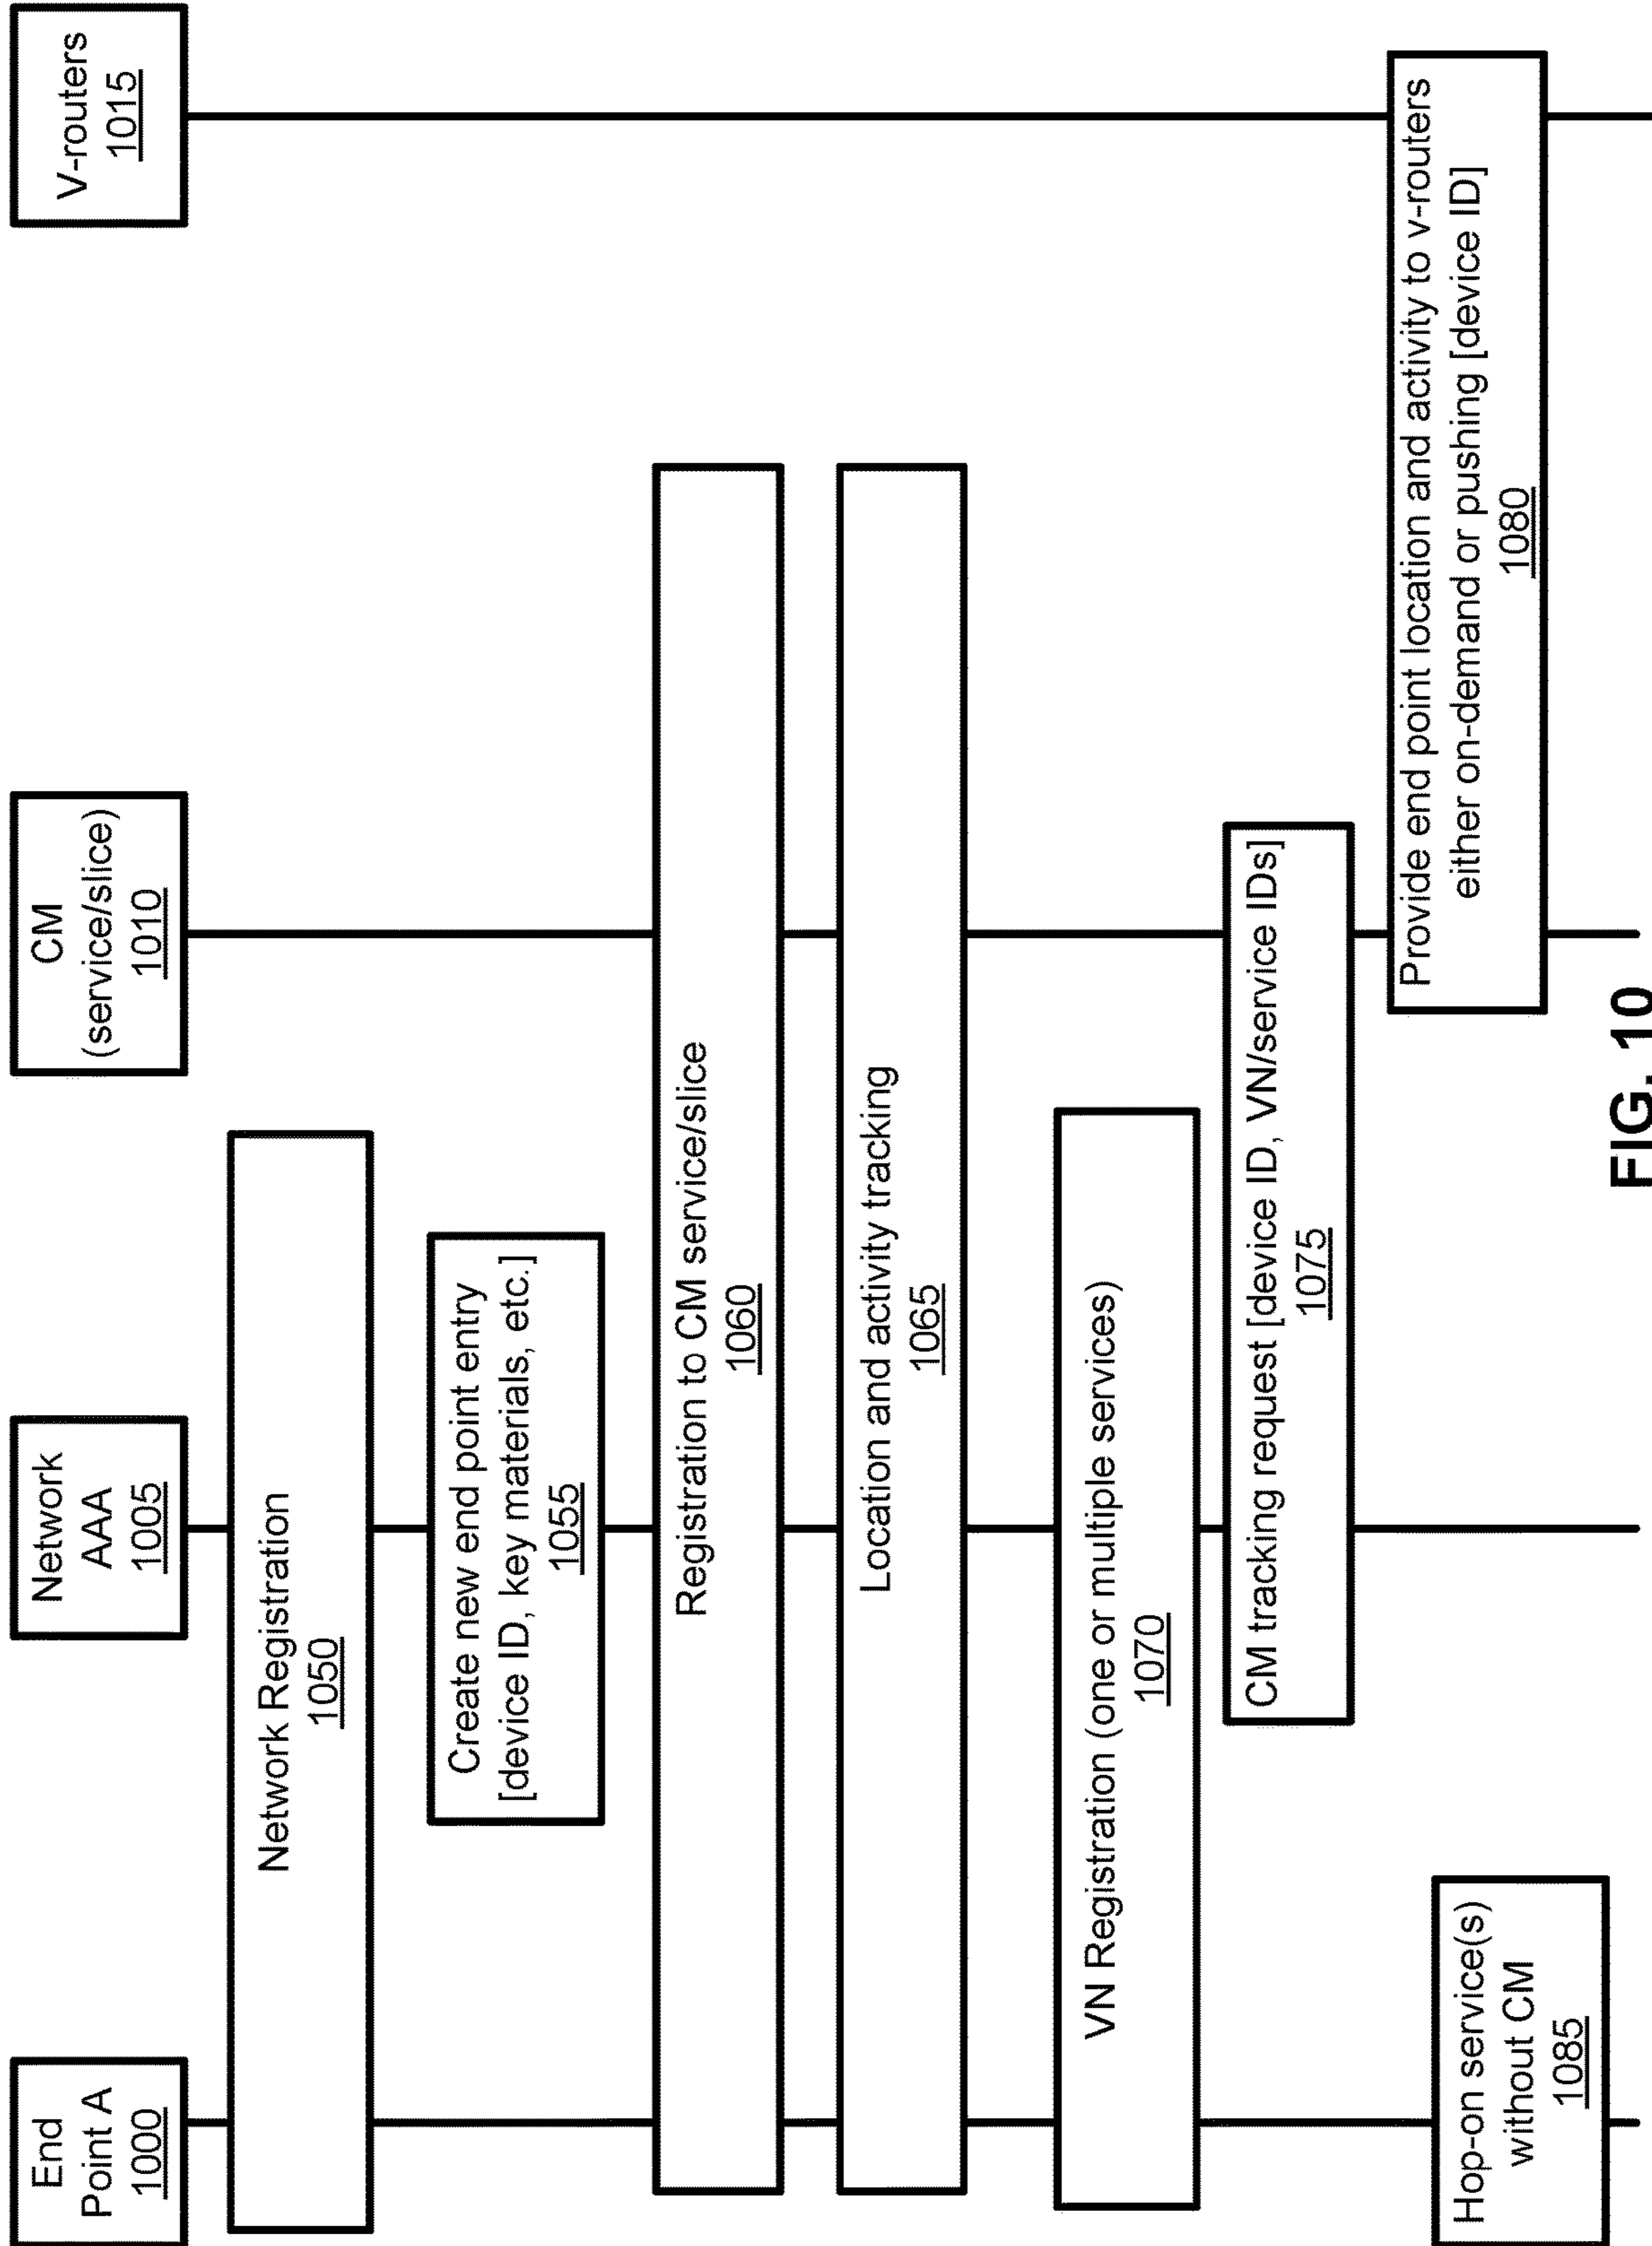 End
Point A
1000
Network
AAA
1005
CM
(service/slice)
1010
V-routers
1015
Network Registration
1050
Create new end point entry
[device ID, key materials, etc.]
1055
Registration to CM service/slice
1060
Location and activity tracking
1065
VN Registration (one or multiple services)
1070
CM tracking request [device ID, VN/service IDs]
1075
Provide end point location and activity to v-routers
either on-demand or pushing [device ID]
1080
Hop-on service(s)
without CM
1085
FIG. 10